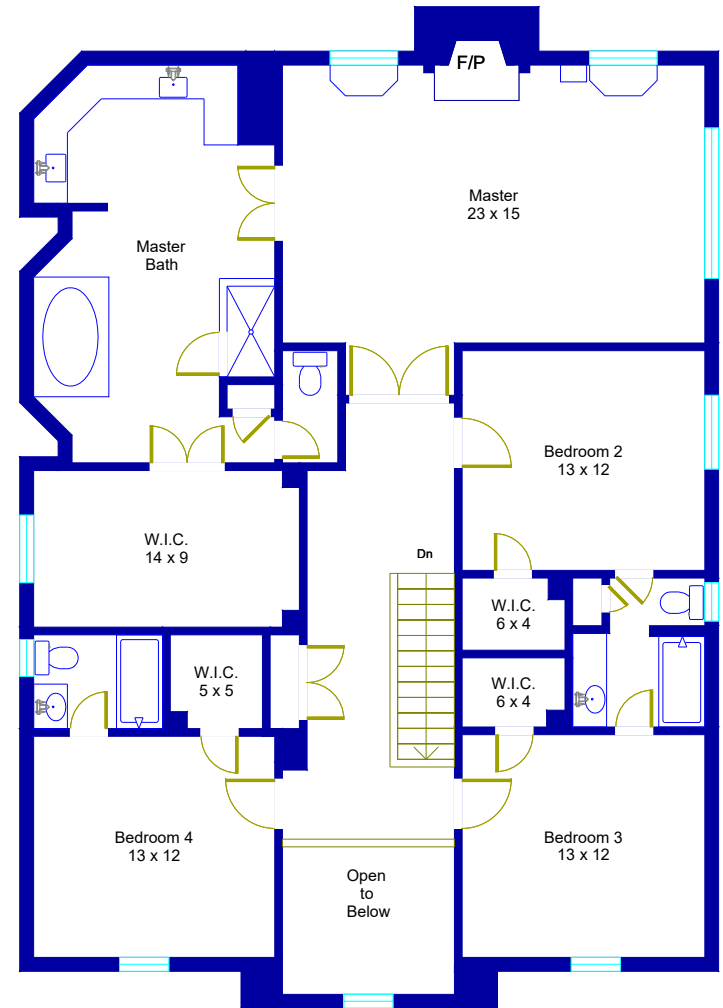 F/P
Master
23 x 15
Master
Bath
Bedroom 2
13 x 12
W.I.C.
14 x 9
Dn
W.I.C.
6 x 4
W.I.C.
5 x 5
W.I.C.
6 x 4
Bedroom 4
13 x 12
Bedroom 3
13 x 12
Open
to
Below